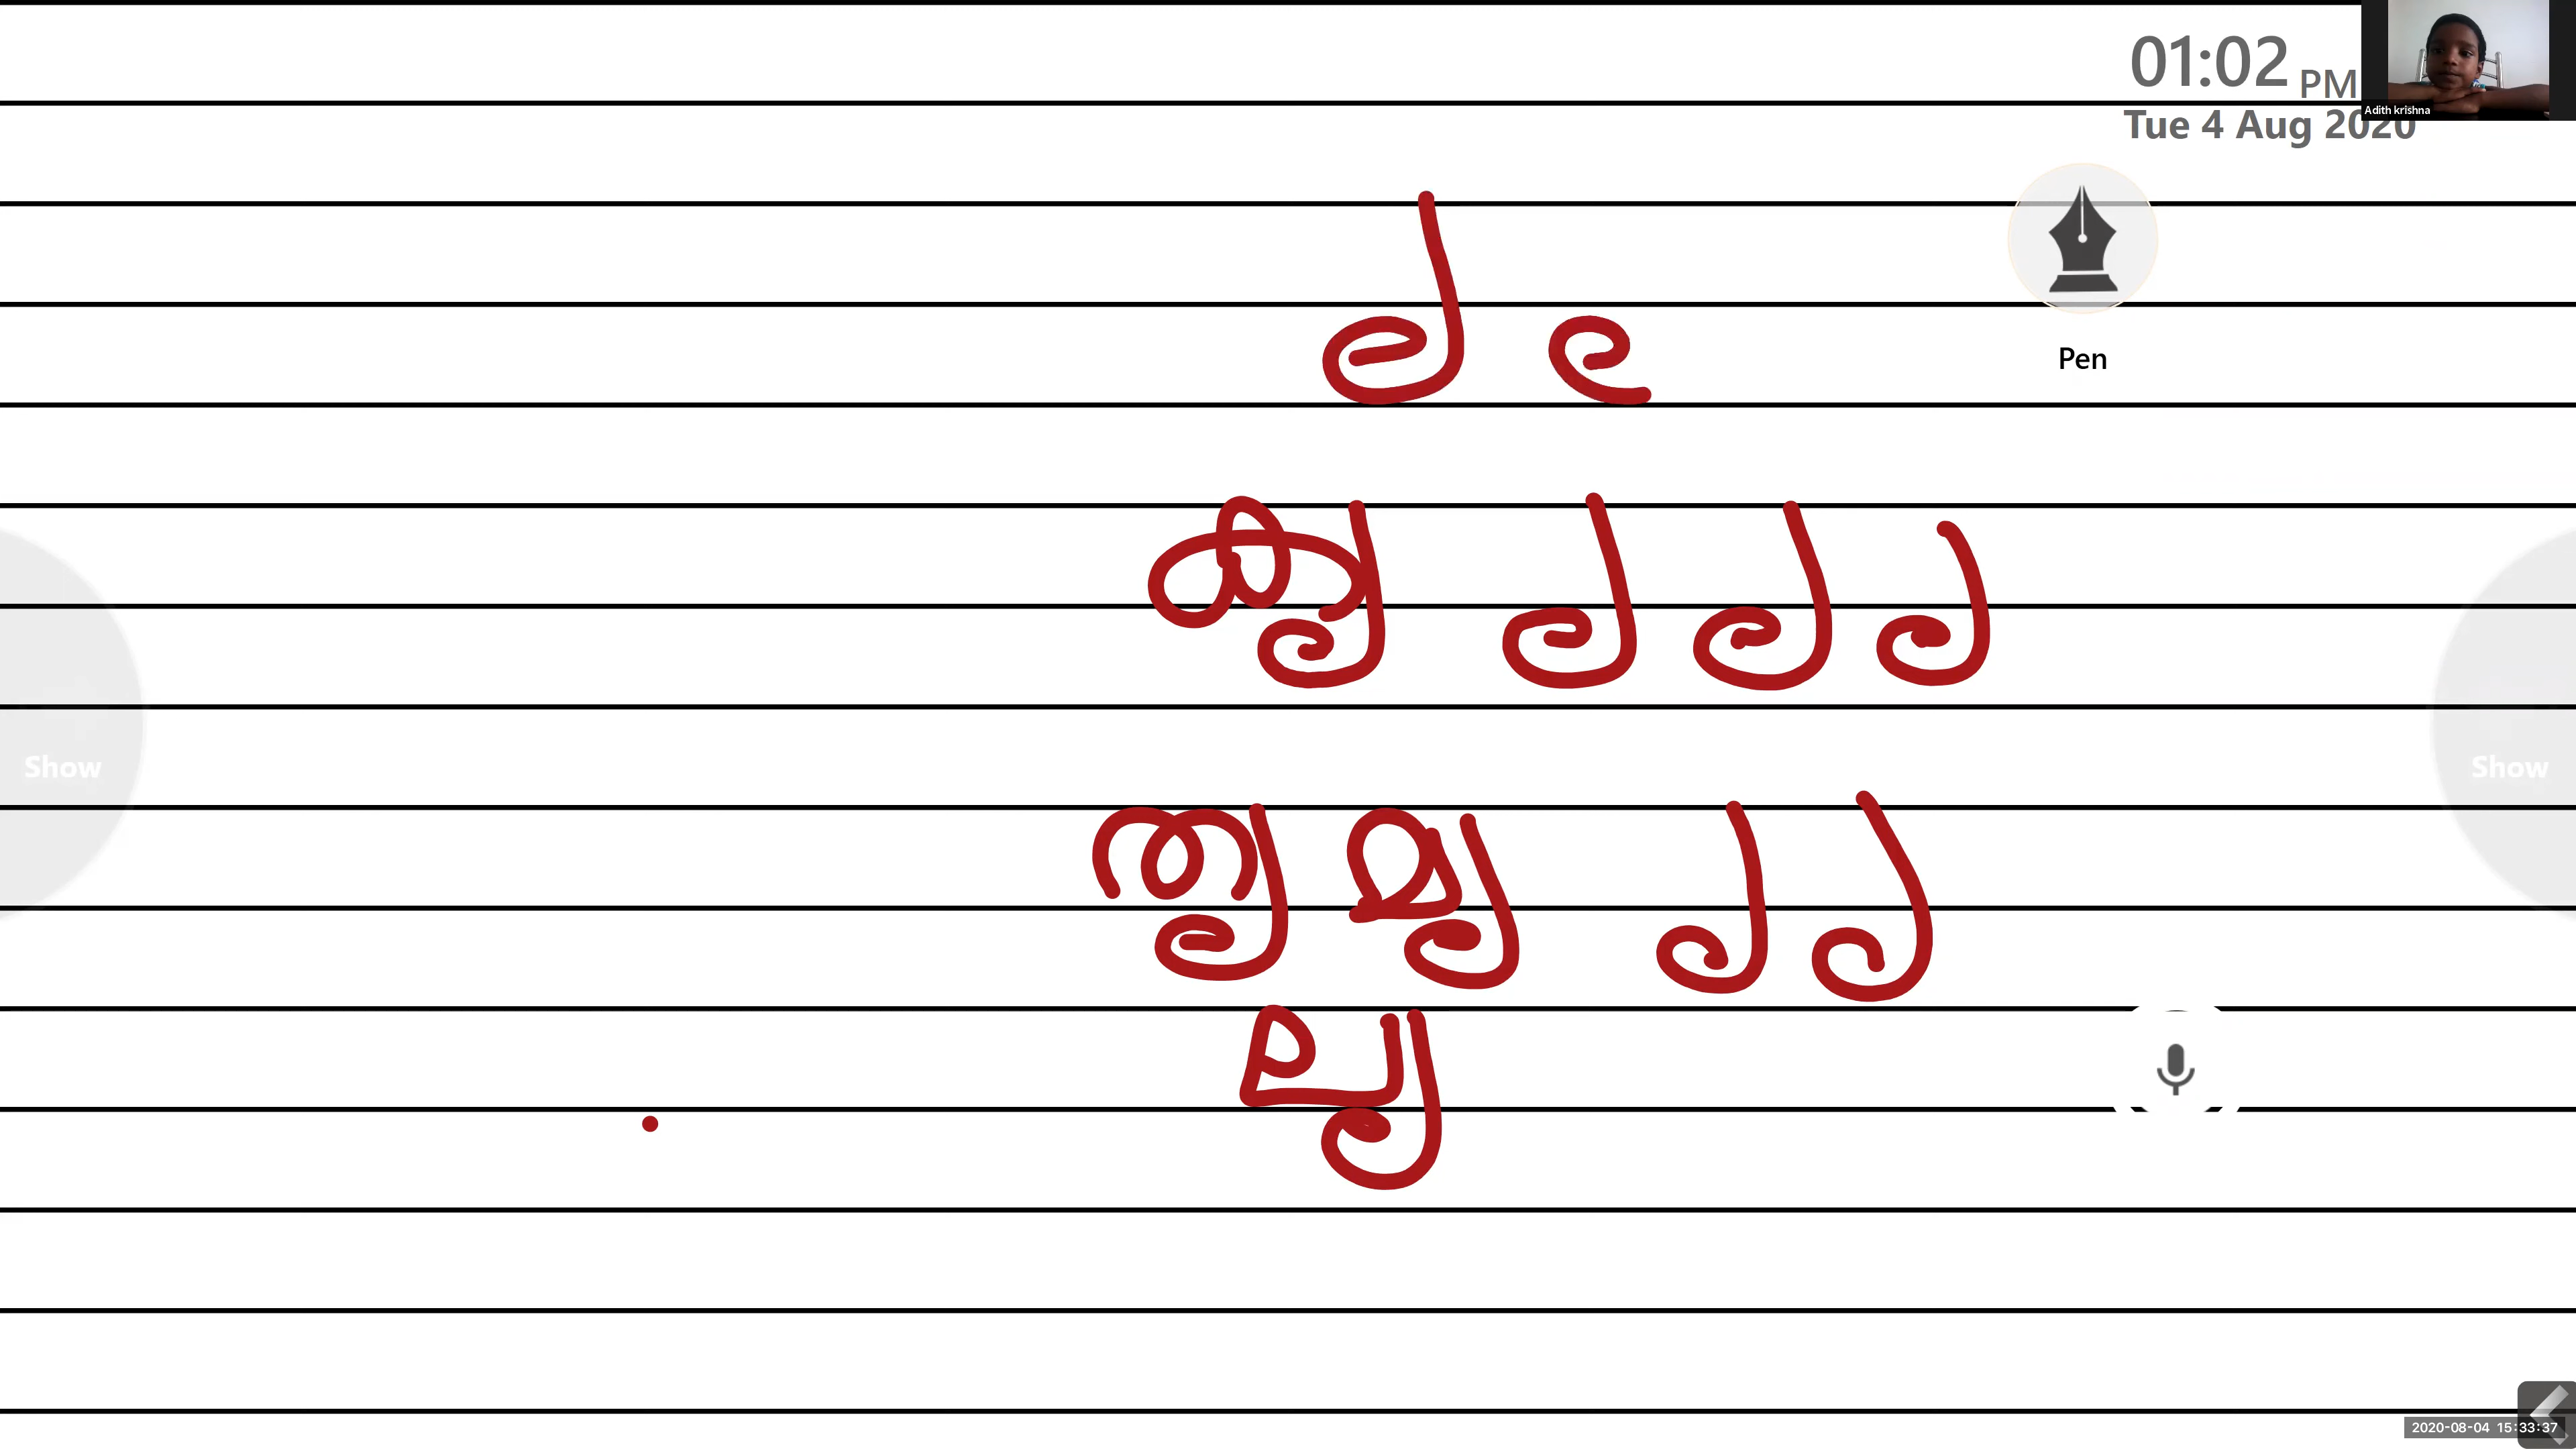 01:02 PM
Adith krishna
Tue 4 Aug 2020
ൃ
Pen
കൃ ൃ ൃ ൃ
Show Show
തൃ മൃ ൃ ൃ
പൃ
2020-08-04 15:33:37